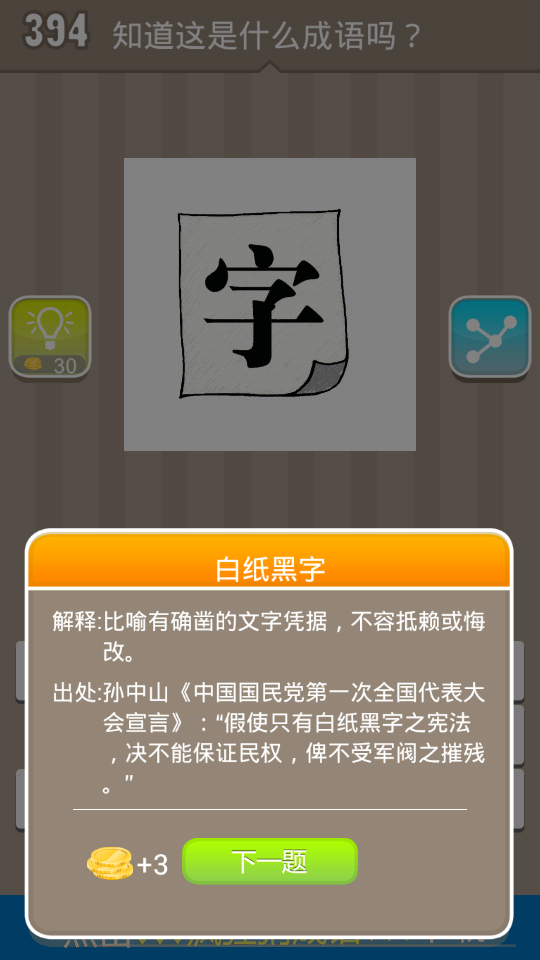 394 知道这是什么成语吗？
字
30
白纸黑字
解释:比喻有确凿的文字凭据，不容抵赖或悔
改。
出处:孙中山《中国国民党第一次全国代表大
会宣言》：“假使只有白纸黑字之宪法
，决不能保证民权，俾不受军阀之摧残
。”
+3 下一题